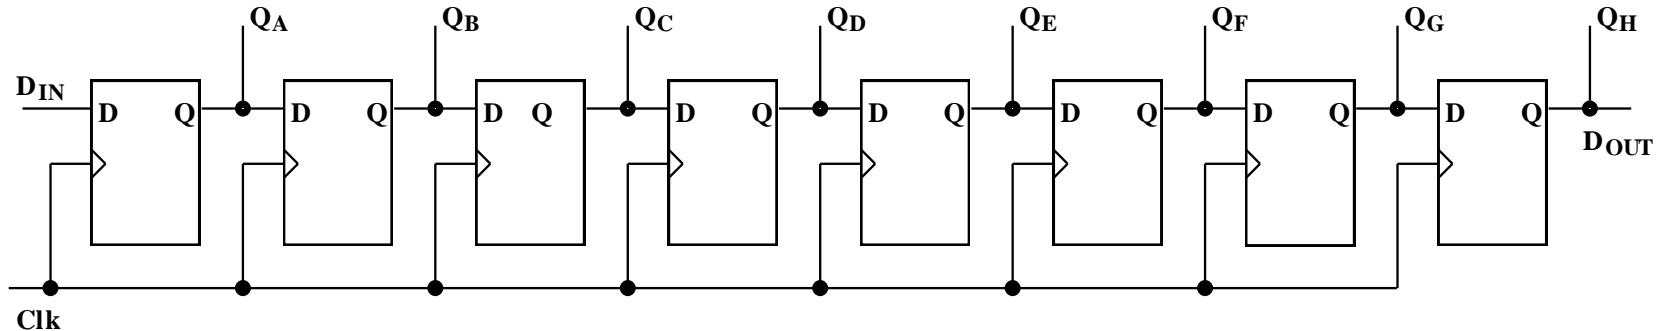 QA QB QC QD QE QF QG QH
DIN
D Q D Q D Q D Q D Q D Q D Q D Q
DOUT
Clk